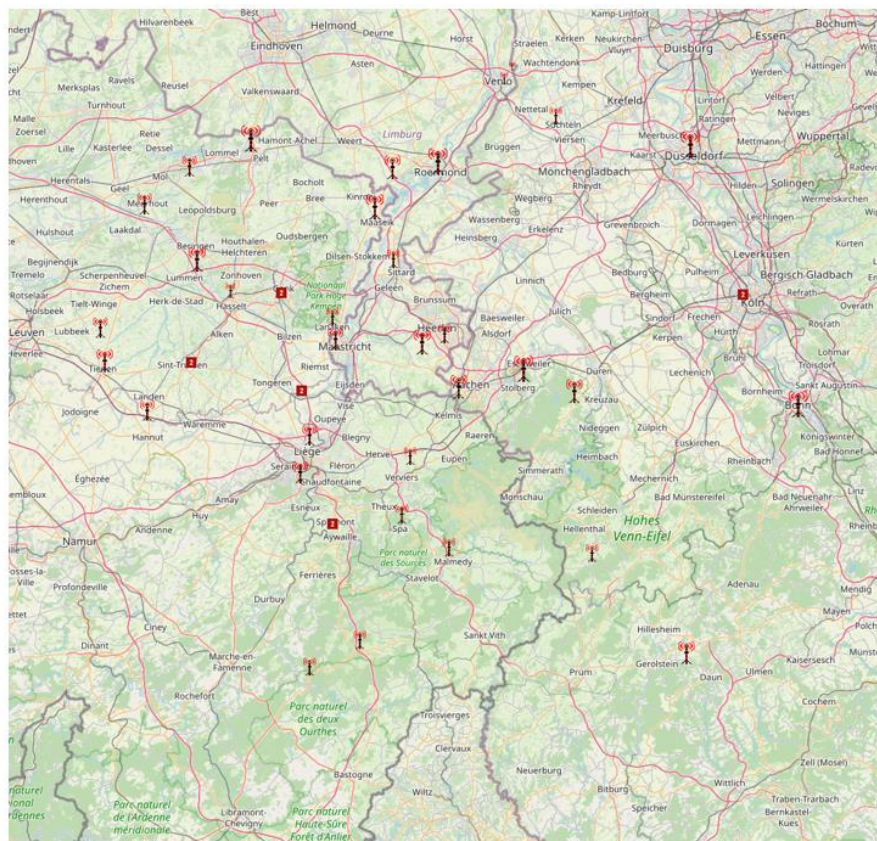 Hilvarenbeek
Best
Helmond
Deurne
Horst
Straelen
Kerken
Kamp-Lintfort
Neukirchen
Essen
Bochum
Eindhoven
Asten
Wachtendonk
Vluyn
Duisburg
Werden
Hattingen
Ravels
Merksplas
Reusel
Valkenswaard
Venlo
Kempen
Krefeld
Lintorf
Velbert
Turnhout
Nettetal
Ratingen
Neviges
Malle
Zoersel
Retie
Hamont-Achel
Weert
Limburg
Süchteln
Viersen
Meerbusch
Mettmann
Wuppertal
Lille
Kasterlee
Dessel
Lommel
Pelt
Brüggen
Kaarst
Düsseldorf
Mol
Roermond
Mönchengladbach
Rheydt
Hilden
Solingen
Herentals
Geel
Bocholt
Bree
Kinrooi
Wegberg
Dormagen
Leichlingen
Wermelskirchen
Herenthout
Meerhout
Leopoldsburg
Peer
Maaseik
Wassenberg
Erkelenz
Grevenbroich
Hulshout
Laakdal
Oudsbergen
Heinsberg
Leverkusen
Kürten
Begijnendijk
Beringen
Houthalen-
Helchteren
Dilsen-Stokkem
Sittard
Linnich
Bedburg
Pulheim
Bergisch Gladbach
Tremelo
Scherpenheuvel
Zichem
Lummen
Zonhoven
Nationaal
Park Hoge
Kempen
Geleen
Bergheim
Köln
Refrath
Overath
Rotselaar
Tielt-Winge
Herk-de-Stad
Hasselt
2
2
Brunssum
Baesweiler
Jülich
Frechen
Holsbeek
Leuven
Lubbeek
Alken
Lanaken
Heerlen
Alsdorf
Sindorf
Kerpen
Hürth
Rösrath
Heverlee
Bilzen
Maastricht
Eschweiler
Düren
Brühl
Lohmar
Troisdorf
Tienen
Sint-Truiden
2
Riemst
Aachen
Stolberg
Kreuzau
Lechenich
Bornheim
Sankt Augustin
Landen
Tongeren
2
Eijsden
Visé
Kelmis
Bonn
Jodoigne
Hannut
Waremme
Oupeye
Blegny
Raeren
Nideggen
Zülpich
Euskirchen
Königswinter
Bad Honnef
Liège
Herve
Eupen
Heimbach
Rheinbach
Seraing
Fléron
Verviers
Simmerath
Mechernich
Éghezée
Amay
Chaudfontaine
Monschau
Bad Münstereifel
Linz
Huy
Esneux
Theux
Schleiden
Bad Neuenahr
Ahrweiler
Andenne
2
Sprimont
Spa
Hellenthal
Hohes
Venn-Eifel
Namur
Aywaille
Parc naturel
des Sources
Malmedy
Ferrières
Stavelot
Adenau
Profondeville
Durbuy
Mendig
Mayen
Ciney
Sankt Vith
Hillesheim
Dinant
Marche-en-
Famenne
Prüm
Gerolstein
Daun
Ulmen
Kaisersesch
Rochefort
Parc naturel
des deux
Ourthes
Cochem
Troisvierges
Clervaux
Zell (Mosel)
Bastogne
Neuerburg
Wiltz
Bitburg
Wittlich
Parc naturel
de l'Ardenne
méridionale
Libramont-
Chevigny
Parc naturel
Haute-Sûre
Forêt d'Anlier
Speicher
Traben-Trarbach
Bernkastel-
Kues